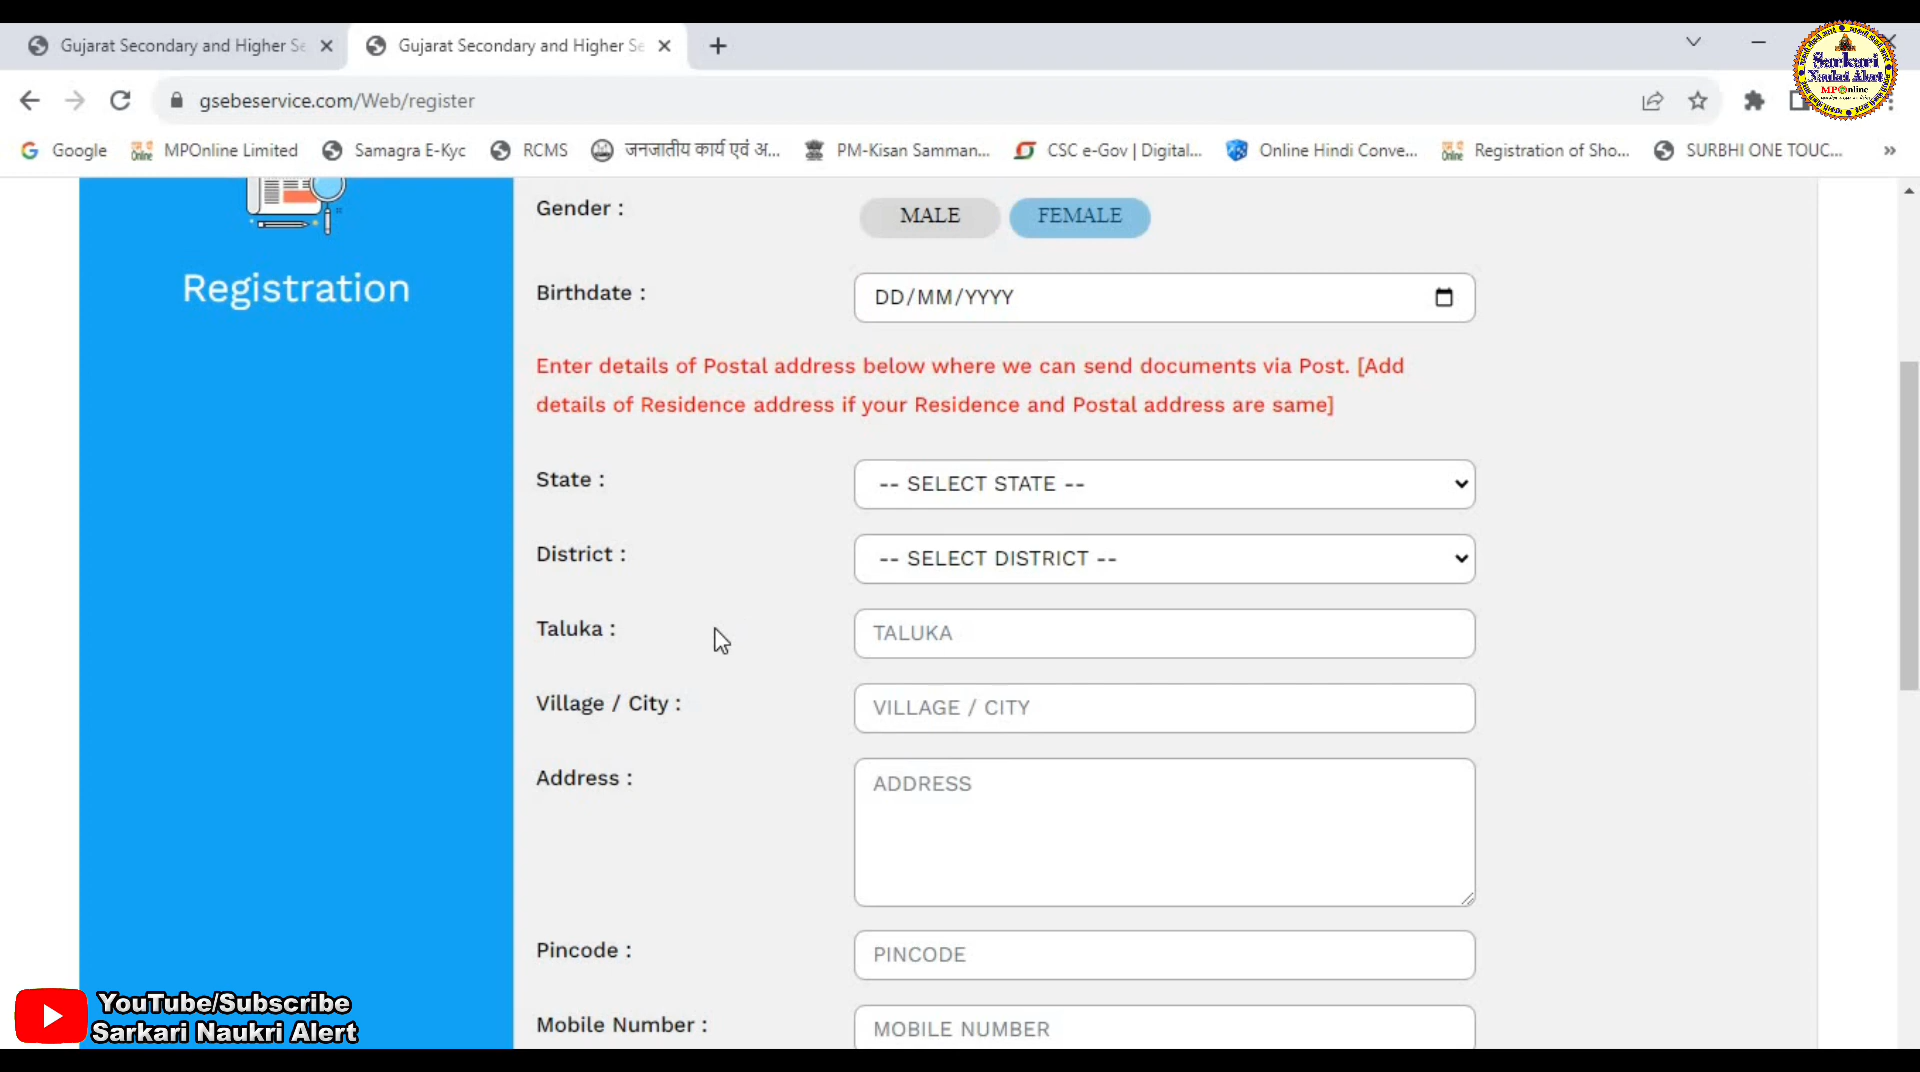 Gujarat Secondary and Higher Se
Gujarat Secondary and Higher Se
gsebeservice.com/Web/register
Sarkari
Naukri Alert
MPOnline
Google
MPOnline Limited
Samagra E-Kyc
RCMS
जनजातीय कार्य एवं अ...
PM-Kisan Samman...
CSC e-Gov | Digital...
Online Hindi Conve...
Registration of Sho...
SURBHI ONE TOUC...
»
Registration
Gender :
MALE
FEMALE
Birthdate :
DD/MM/YYYY
Enter details of Postal address below where we can send documents via Post. [Add
details of Residence address if your Residence and Postal address are same]
State :
-- SELECT STATE --
District :
-- SELECT DISTRICT --
Taluka :
TALUKA
Village / City :
VILLAGE / CITY
Address :
ADDRESS
Pincode :
PINCODE
Mobile Number :
MOBILE NUMBER
YouTube/Subscribe
Sarkari Naukri Alert